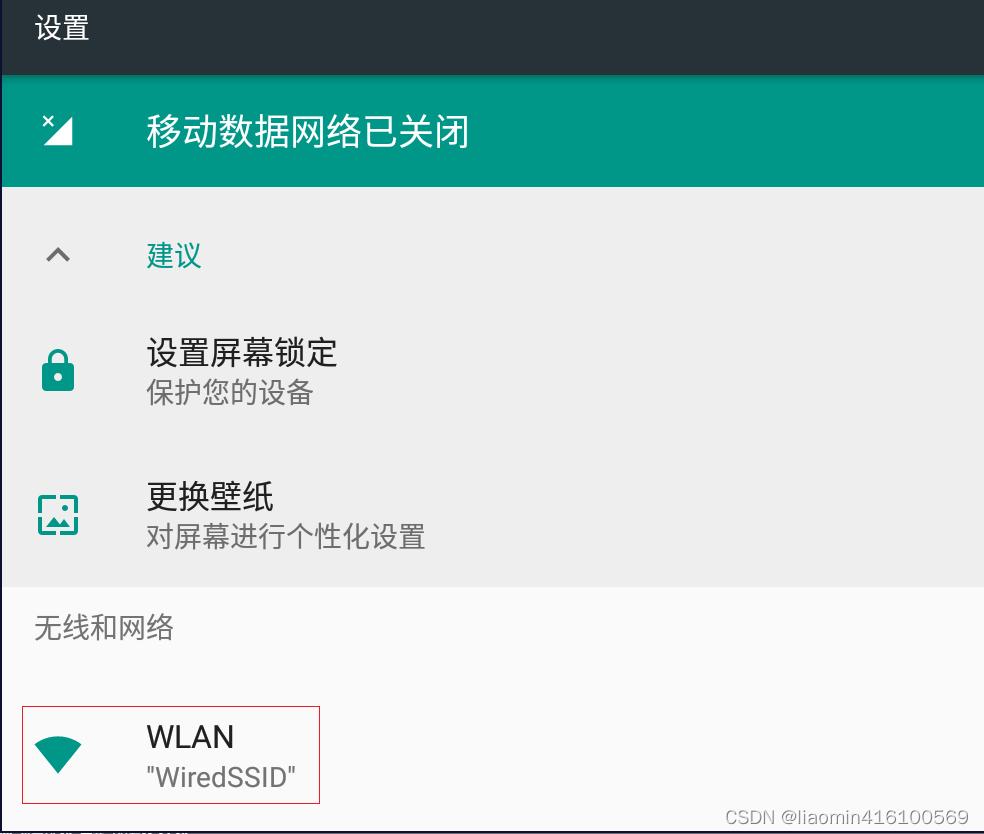 设置
移动数据网络已关闭
建议
设置屏幕锁定
保护您的设备
更换壁纸
对屏幕进行个性化设置
无线和网络
WLAN
"WiredSSID"
CSDN @liaomin416100569